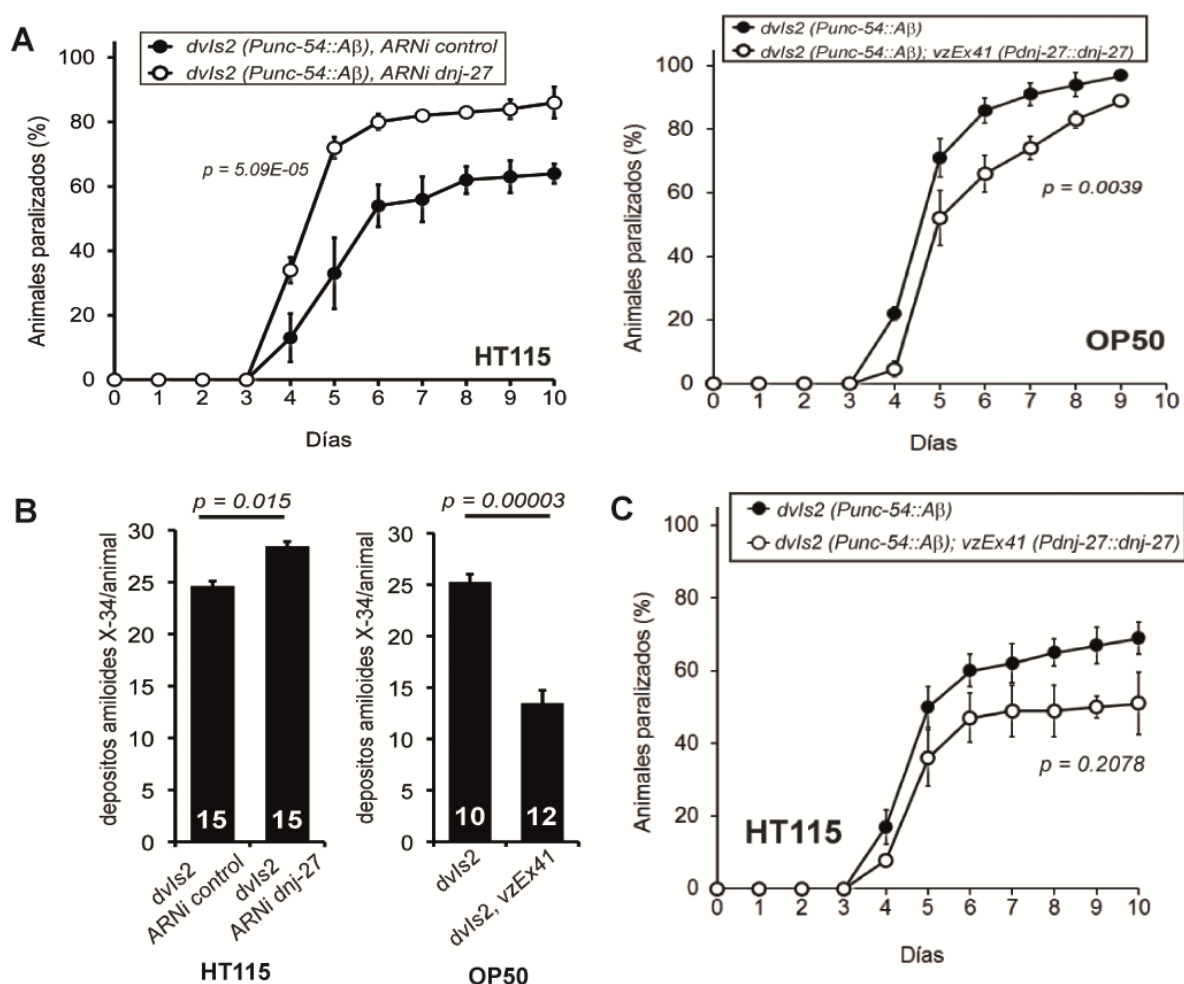 A
dvIs2 (Punc-54::Aβ), ARNi control
dvIs2 (Punc-54::Aβ), ARNi dnj-27
Animales paralizados (%)
100
80
60
40
20
0
p = 5.09E-05
HT115
0 1 2 3 4 5 6 7 8 9 10
Días
dvIs2 (Punc-54::Aβ)
dvIs2 (Punc-54::Aβ); vzEx41 (Pdnj-27::dnj-27)
Animales paralizados (%)
100
80
60
40
20
0
p = 0.0039
OP50
0 1 2 3 4 5 6 7 8 9 10
Días
B
p = 0.015
depositos amiloides X-34/animal
30
25
20
15
10
5
0
15 15
dvIs2
ARNi control
dvIs2
ARNi dnj-27
HT115
p = 0.00003
depositos amiloides X-34/animal
30
25
20
15
10
5
0
10 12
dvIs2
dvIs2, vzEx41
OP50
C
dvIs2 (Punc-54::Aβ)
dvIs2 (Punc-54::Aβ); vzEx41 (Pdnj-27::dnj-27)
Animales paralizados (%)
100
80
60
40
20
0
p = 0.2078
HT115
0 1 2 3 4 5 6 7 8 9 10
Días